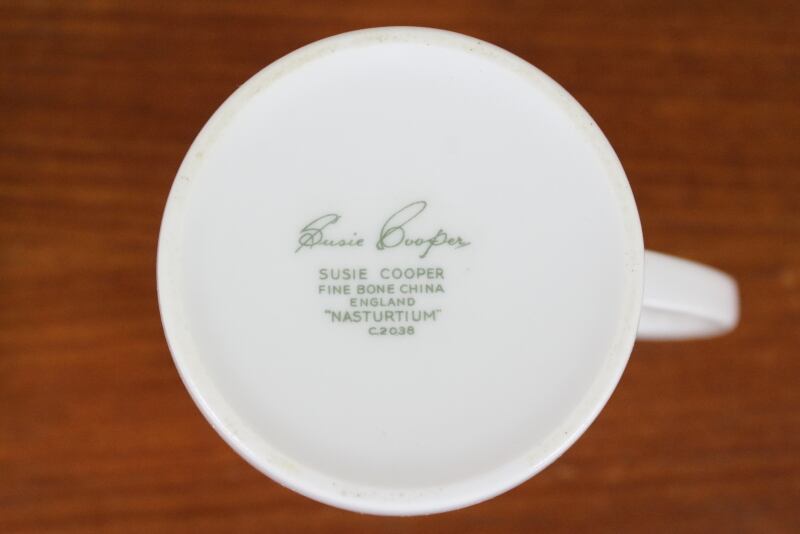 Susie Cooper
SUSIE COOPER
FINE BONE CHINA
ENGLAND
"NASTURTIUM"
C.2038